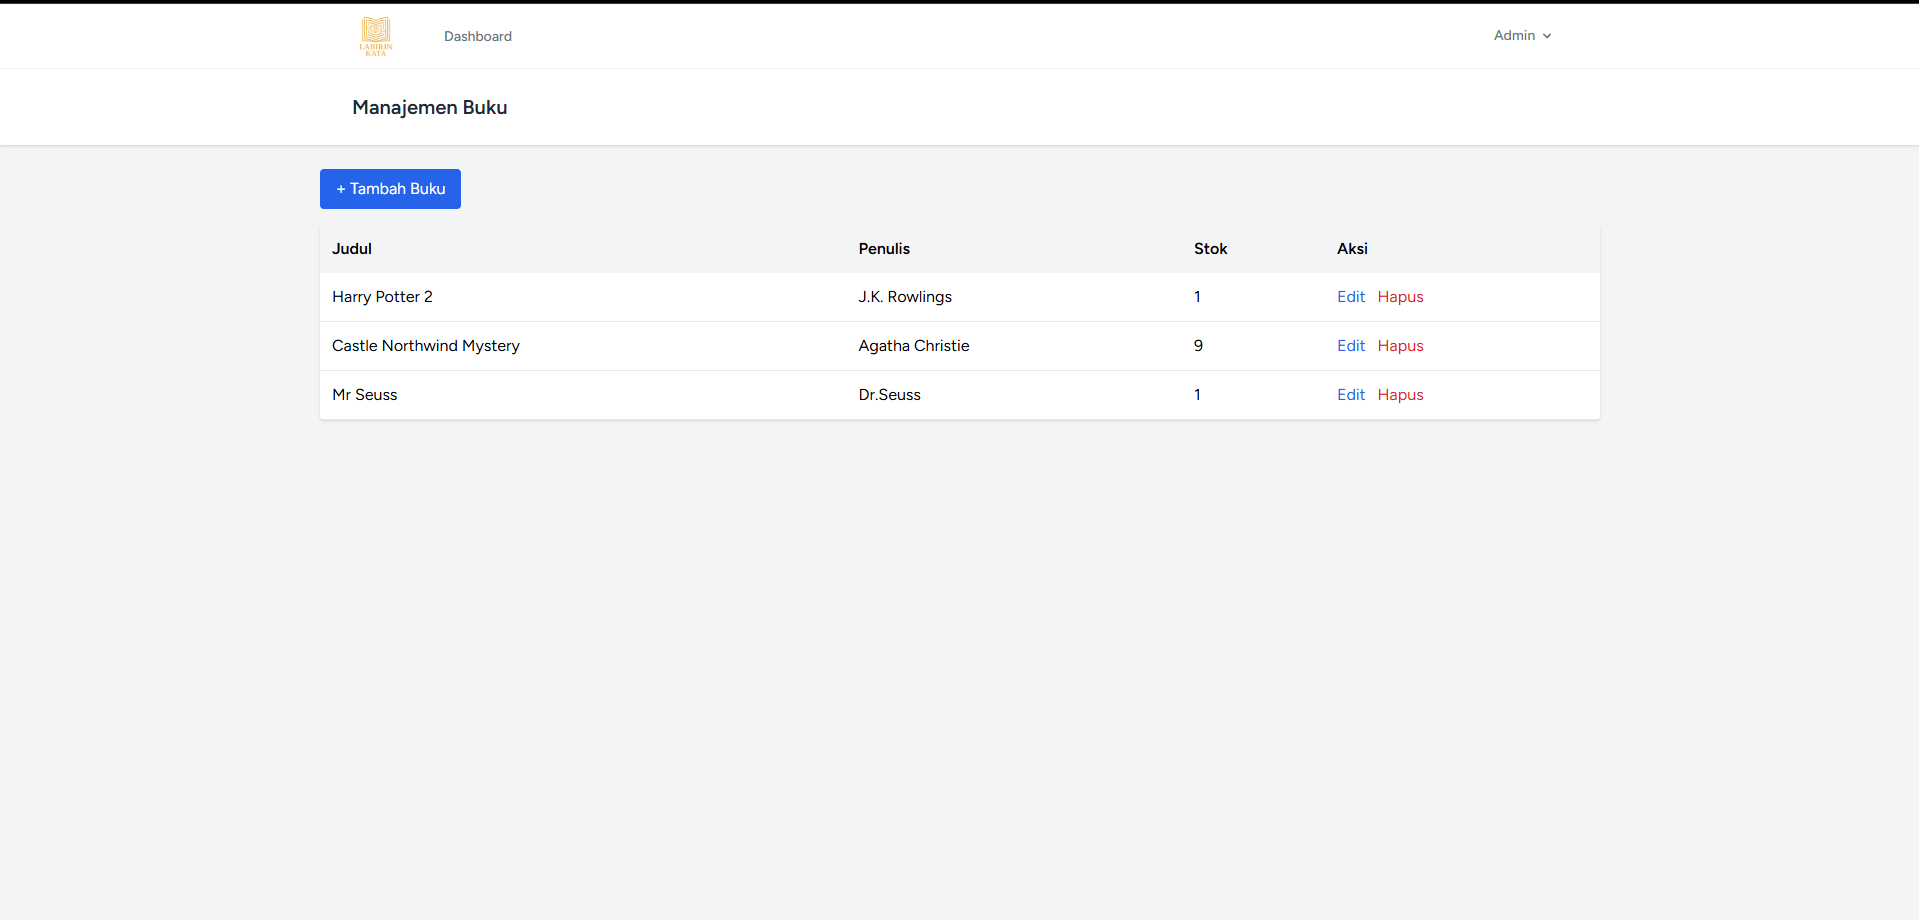 LABIRIN
KATA
Dashboard
Admin
Manajemen Buku
+ Tambah Buku
Judul Penulis Stok Aksi
Harry Potter 2 J.K. Rowlings 1 Edit Hapus
Castle Northwind Mystery Agatha Christie 9 Edit Hapus
Mr Seuss Dr.Seuss 1 Edit Hapus